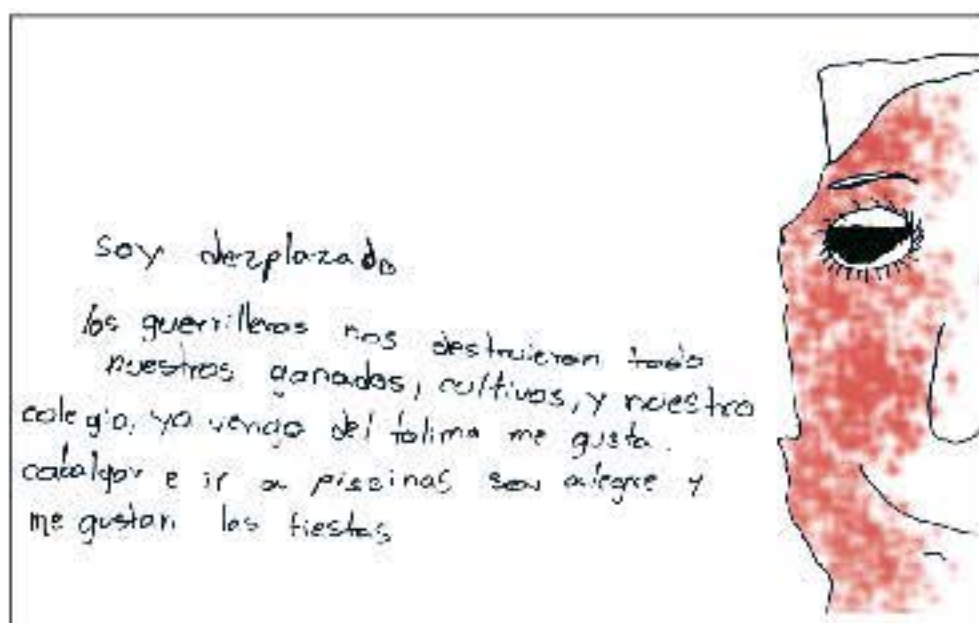 soy dezplazado
los guerrilleros nos destruieron todo
nuestros ganados, cultivos, y nuestro
colegio, yo vengo del tolima me gusta.
cabalgar e ir a piscinas soy alegre y
me gustan las fiestas